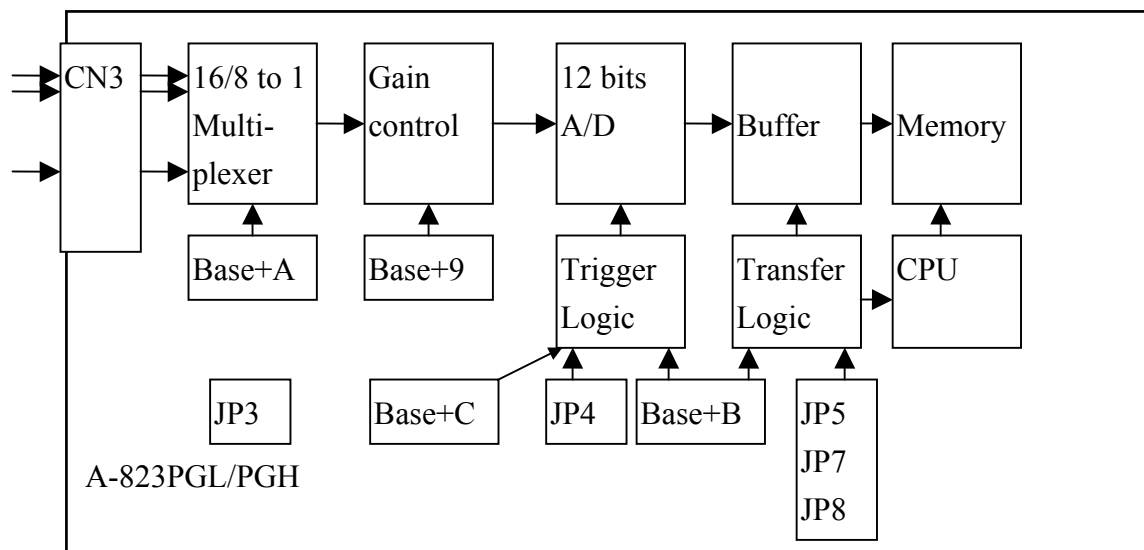 CN3
16/8 to 1
Multi-
plexer
Gain
control
12 bits
A/D
Buffer
Memory
Base+A
Base+9
Trigger
Logic
Transfer
Logic
CPU
JP3
Base+C
JP4
Base+B
JP5
JP7
JP8
A-823PGL/PGH